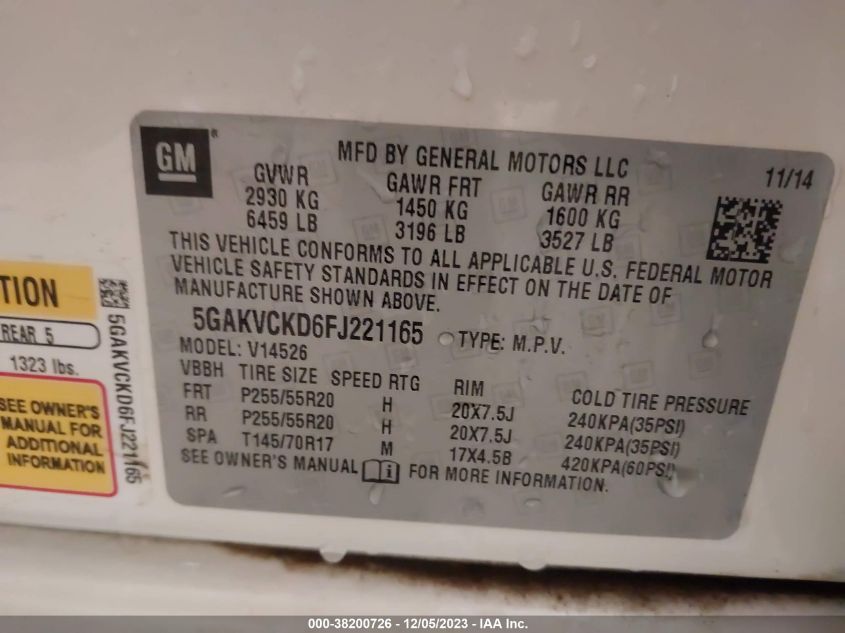 GM ®
MFD BY GENERAL MOTORS LLC
11/14
GVWR GAWR FRT GAWR RR
2930 KG 1450 KG 1600 KG
6459 LB 3196 LB 3527 LB
THIS VEHICLE CONFORMS TO ALL APPLICABLE U.S. FEDERAL MOTOR
VEHICLE SAFETY STANDARDS IN EFFECT ON THE DATE OF
MANUFACTURE SHOWN ABOVE.
5GAKVCKD6FJ221165 TYPE: M.P.V.
MODEL: V14526
VBBH TIRE SIZE SPEED RTG RIM COLD TIRE PRESSURE
FRT P255/55R20 H 20X7.5J 240KPA(35PSI)
RR P255/55R20 H 20X7.5J 240KPA(35PSI)
SPA T145/70R17 M 17X4.5B 420KPA(60PSI)
SEE OWNER'S MANUAL i FOR MORE INFORMATION.
TION
REAR 5
1323 lbs.
SEE OWNER'S
MANUAL FOR
ADDITIONAL
INFORMATION
5GAKVCKD6FJ221165
000-38200726 - 12/05/2023 - IAA Inc.